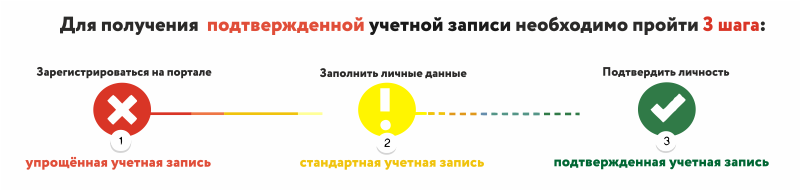 Для получения подтвержденной учетной записи необходимо пройти 3 шага:
Зарегистрироваться на портале
Заполнить личные данные
Подтвердить личность
1
2
3
упрощённая учетная запись
стандартная учетная запись
подтвержденная учетная запись